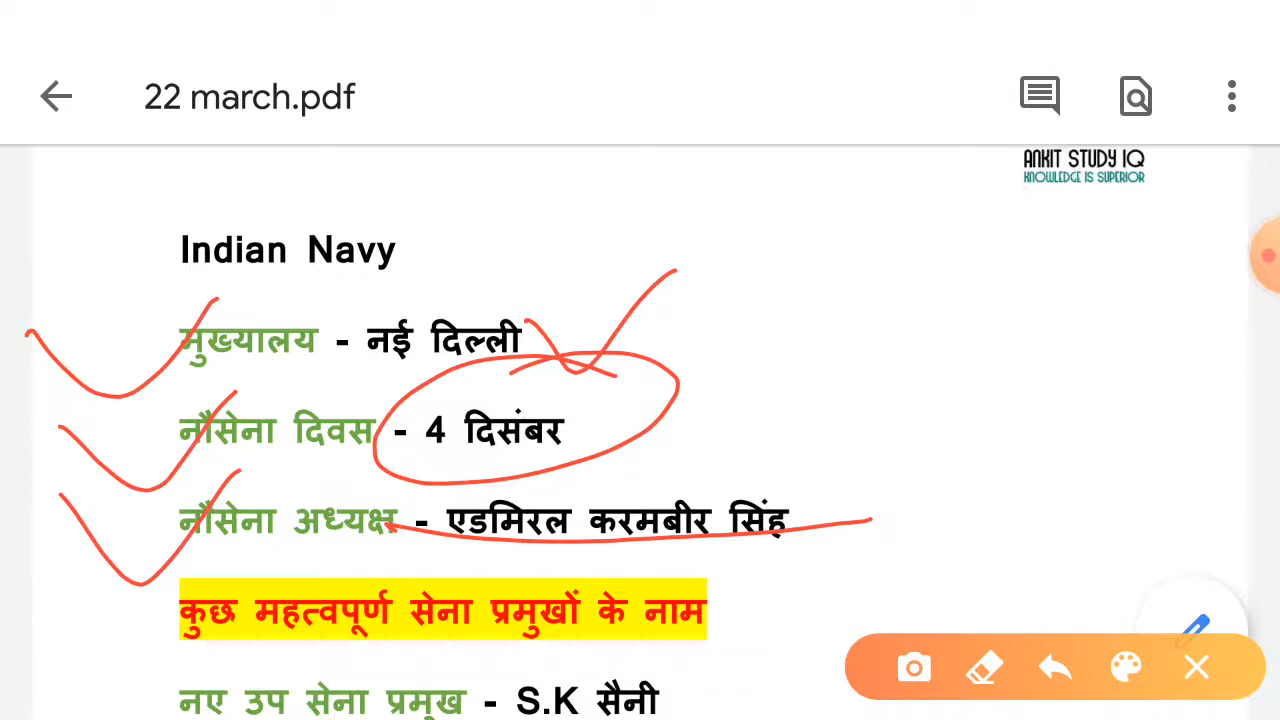 22 march.pdf
ANKIT STUDY IQ
KNOWLEDGE IS SUPERIOR
Indian Navy
मुख्यालय - नई दिल्ली
नौसेना दिवस - 4 दिसंबर
नौसेना अध्यक्ष - एडमिरल करमबीर सिंह
कुछ महत्वपूर्ण सेना प्रमुखों के नाम
नए उप सेना प्रमुख - S.K सैनी